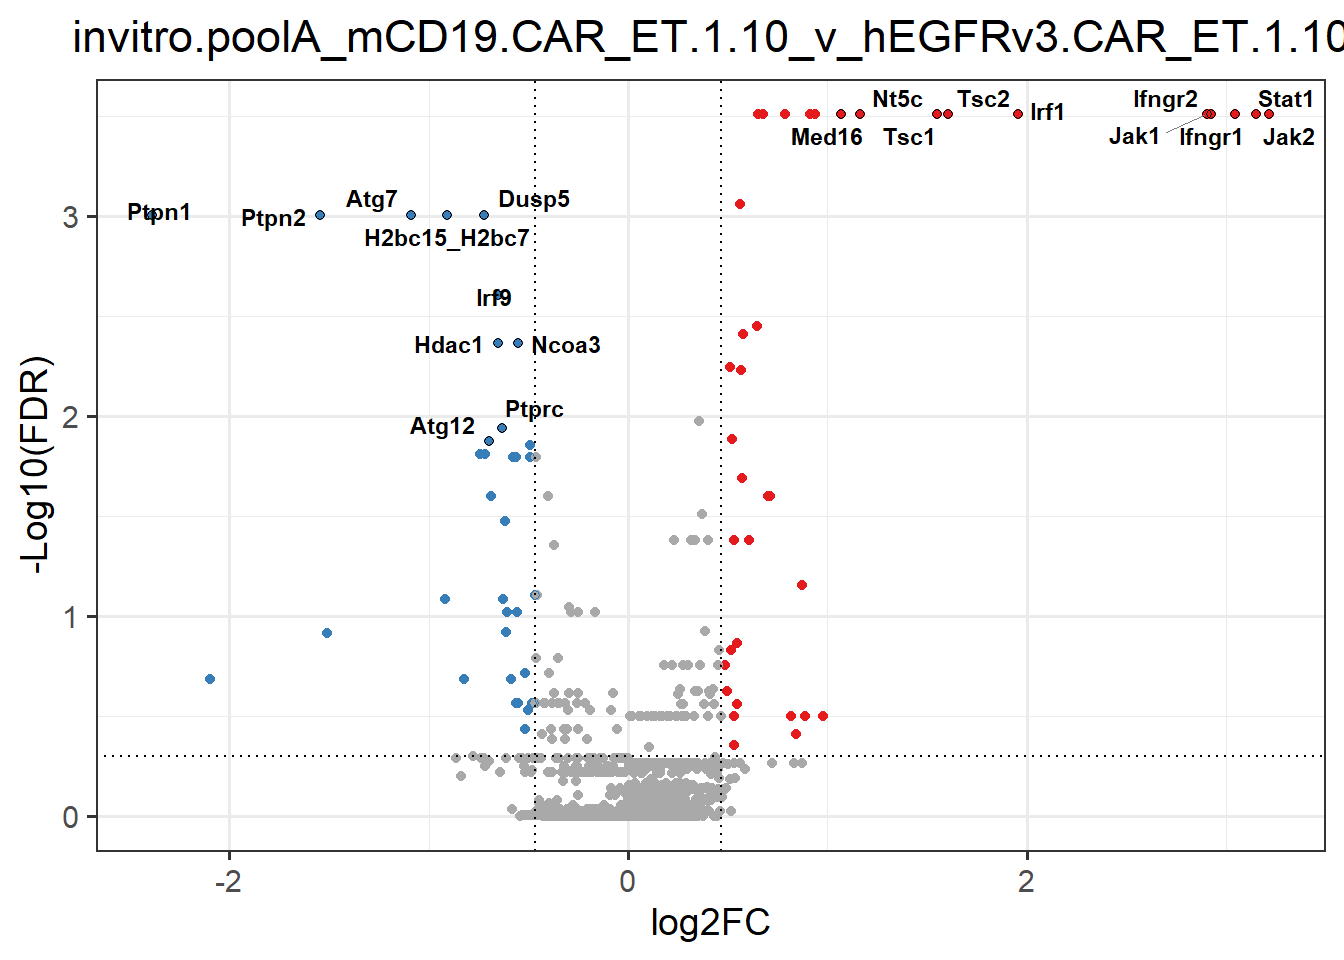 invitro.poolA_mCD19.CAR_ET.1.10_v_hEGFRv3.CAR_ET.1.10
Nt5c Tsc2 Irf1 Ifngr2 Stat1
Med16 Tsc1 Jak1 Ifngr1 Jak2
Ptpn1 Ptpn2 Atg7 Dusp5
H2bc15_H2bc7
Irf9
Hdac1 Ncoa3
Ptprc
Atg12
3
2
1
0
-Log10(FDR)
-2 0 2
log2FC